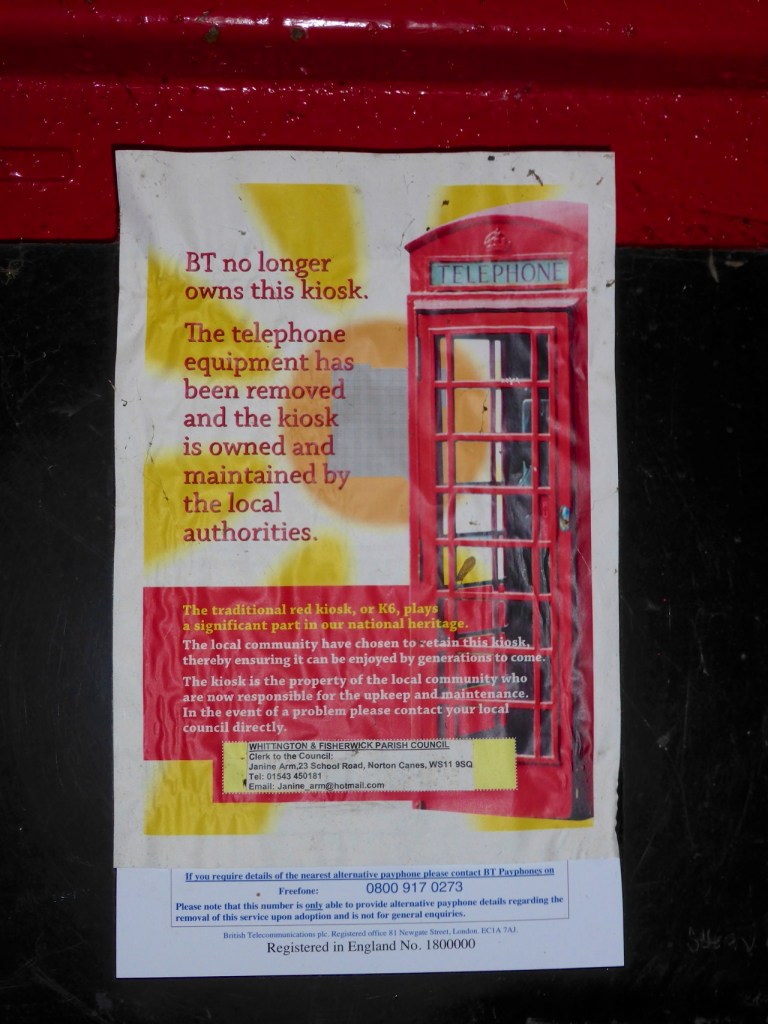 TELEPHONE
BT no longer
owns this kiosk.
The telephone
equipment has
been removed
and the kiosk
is owned and
maintained by
the local
authorities.
The traditional red kiosk, or K6, plays
a significant part in our national heritage.
The local community have chosen to retain this kiosk,
thereby ensuring it can be enjoyed by generations to come.
The kiosk is the property of the local community who
are now responsible for the upkeep and maintenance.
In the event of a problem please contact your local
council directly.
WHITTINGTON & FISHERWICK PARISH COUNCIL
Clerk to the Council:
Janine Arm,23 School Road, Norton Canes, WS11 9SQ
Tel: 01543 450181
Email: Janine_arm@hotmail.com
If you require details of the nearest alternative payphone please contact BT Payphones on
Freefone: 0800 917 0273
Please note that this number is only able to provide alternative payphone details regarding the
removal of this service upon adoption and is not for general enquiries.
British Telecommunications plc. Registered office 81 Newgate Street, London. EC1A 7AJ.
Registered in England No. 1800000